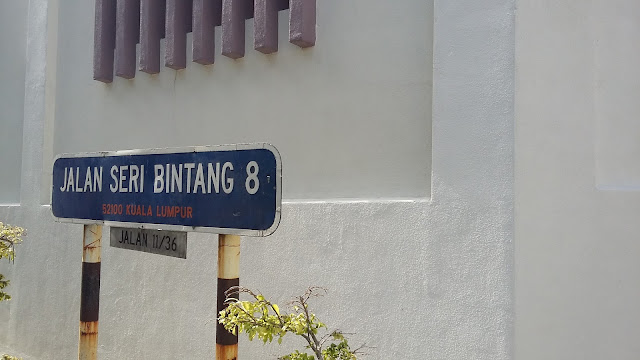 JALAN SERI BINTANG 8
52100 KUALA LUMPUR
JALAN 11/36